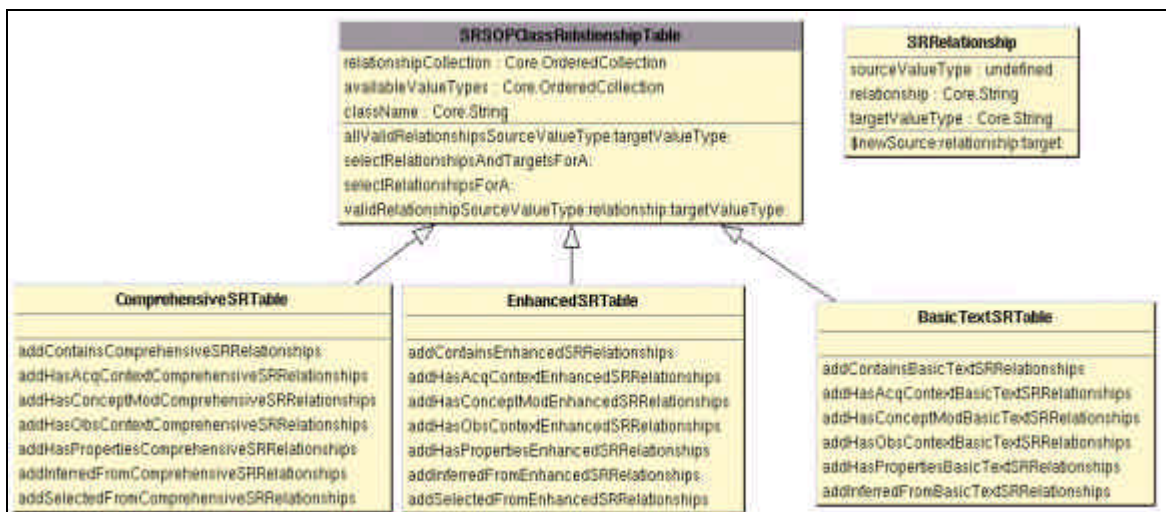 SRSOPClassRelationshipTable
relationshipCollection : Core.OrderedCollection
availableValueTypes : Core.OrderedCollection
className : Core.String
allValidRelationshipsSourceValueType:targetValueType:
selectRelationshipsAndTargetsForA:
selectRelationshipsForA:
validRelationshipSourceValueType:relationship:targetValueType:
SRRelationship
sourceValueType : undefined
relationship : Core.String
targetValueType : Core.String
$newSource:relationship:target
ComprehensiveSRTable
addContainsComprehensiveSRRelationships
addHasAcqContextComprehensiveSRRelationships
addHasConceptModComprehensiveSRRelationships
addHasObsContextComprehensiveSRRelationships
addHasPropertiesComprehensiveSRRelationships
addInferredFromComprehensiveSRRelationships
addSelectedFromComprehensiveSRRelationships
EnhancedSRTable
addContainsEnhancedSRRelationships
addHasAcqContextEnhancedSRRelationships
addHasConceptModEnhancedSRRelationships
addHasObsContextEnhancedSRRelationships
addHasPropertiesEnhancedSRRelationships
addInferredFromEnhancedSRRelationships
addSelectedFromEnhancedSRRelationships
BasicTextSRTable
addContainsBasicTextSRRelationships
addHasAcqContextBasicTextSRRelationships
addHasConceptModBasicTextSRRelationships
addHasObsContextBasicTextSRRelationships
addHasPropertiesBasicTextSRRelationships
addInferredFromBasicTextSRRelationships